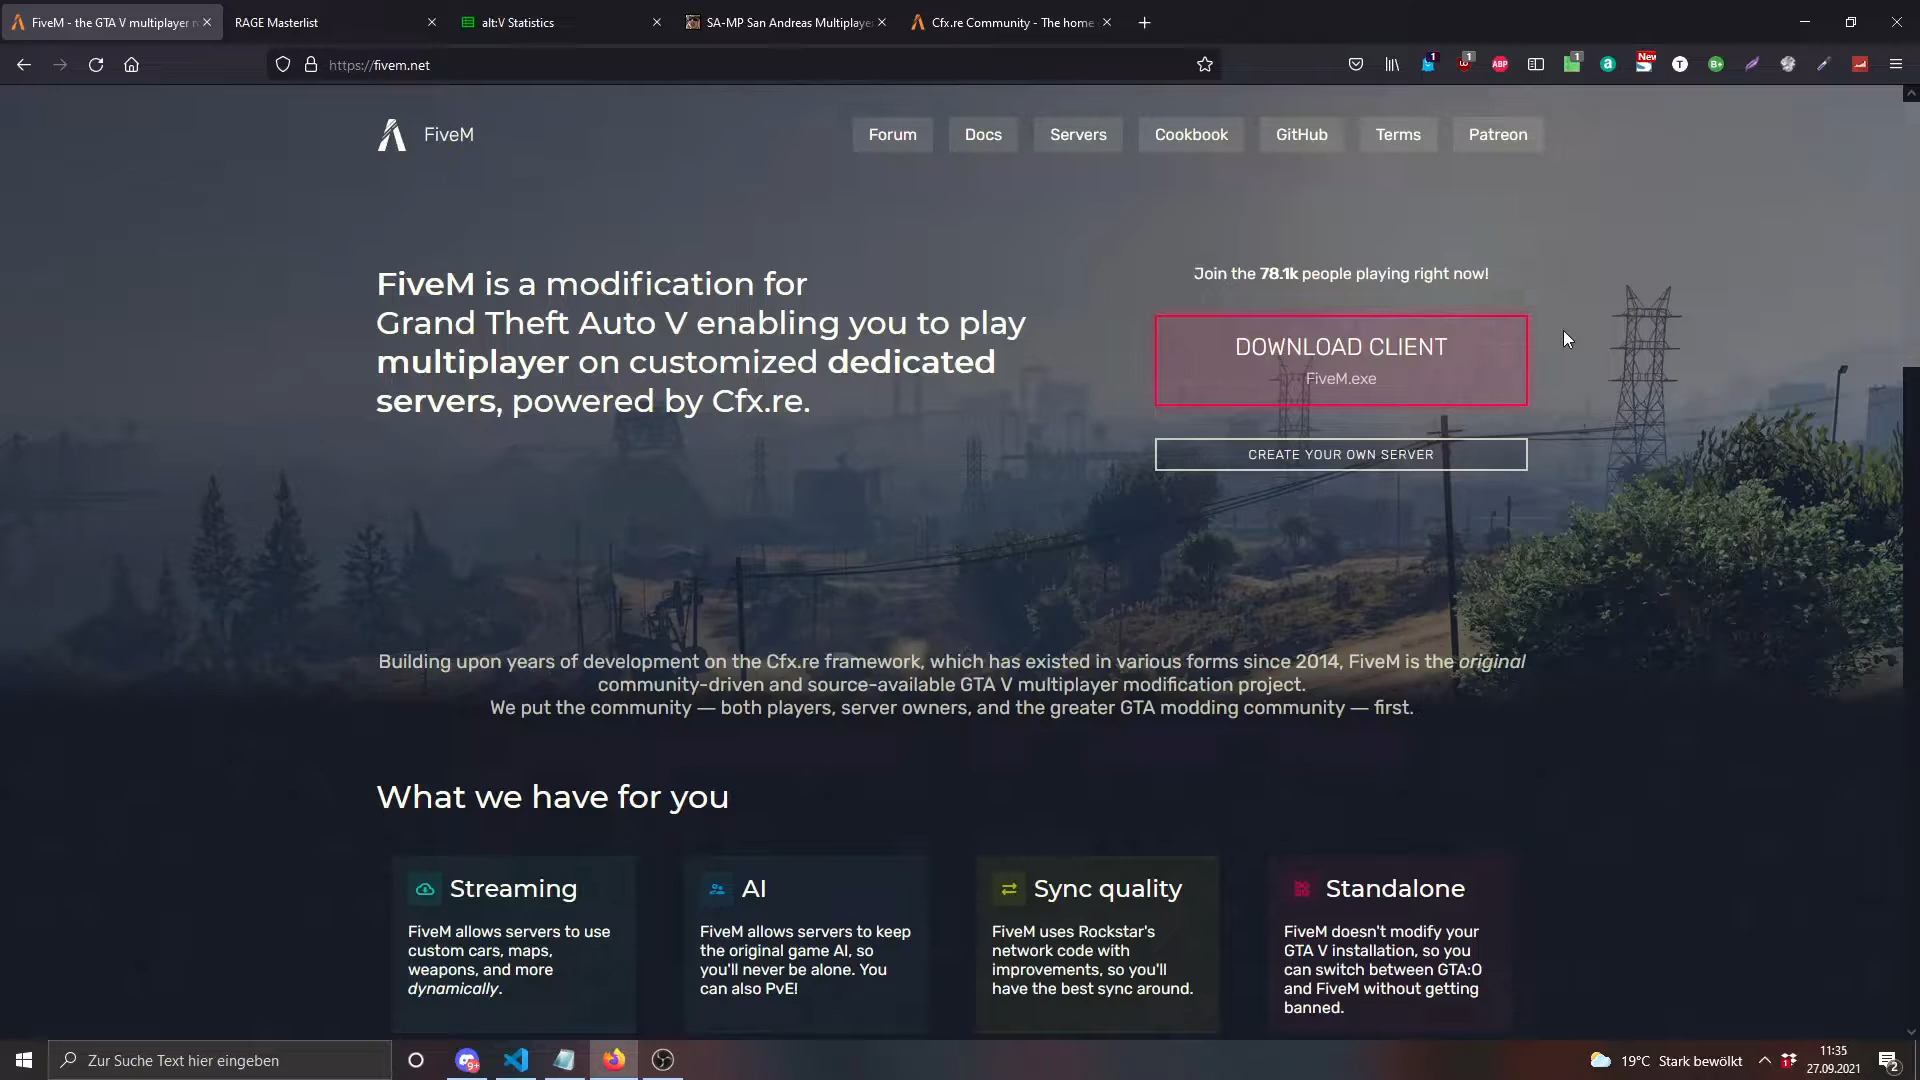 FiveM - the GTA V multiplayer
RAGE Masterlist
alt:V Statistics
SA-MP San Andreas Multiplaye
Cfx.re Community - The home
https://fivem.net
1
1
ABP
1
a
New
S
T
B+
FiveM
Forum
Docs
Servers
Cookbook
GitHub
Terms
Patreon
FiveM is a modification for
Grand Theft Auto V enabling you to play
multiplayer on customized dedicated
servers, powered by Cfx.re.
Join the 78.1k people playing right now!
DOWNLOAD CLIENT
FiveM.exe
CREATE YOUR OWN SERVER
Building upon years of development on the Cfx.re framework, which has existed in various forms since 2014, FiveM is the original
community-driven and source-available GTA V multiplayer modification project.
We put the community — both players, server owners, and the greater GTA modding community — first.
What we have for you
Streaming
FiveM allows servers to use
custom cars, maps,
weapons, and more
dynamically.
AI
FiveM allows servers to keep
the original game AI, so
you'll never be alone. You
can also PvE!
Sync quality
FiveM uses Rockstar's
network code with
improvements, so you'll
have the best sync around.
Standalone
FiveM doesn't modify your
GTA V installation, so you
can switch between GTA:O
and FiveM without getting
banned.
Zur Suche Text hier eingeben
9+
19°C Stark bewölkt
11:35
27.09.2021
2